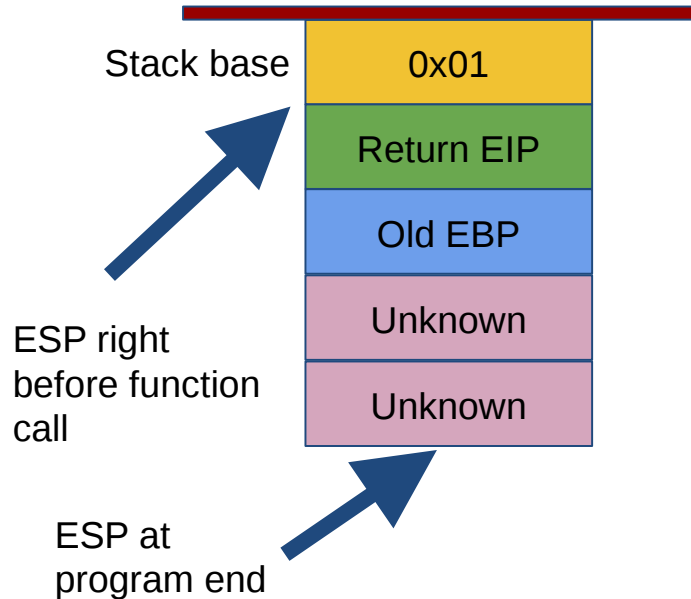 Stack base
0x01
Return EIP
Old EBP
Unknown
Unknown
ESP right
before function
call
ESP at
program end